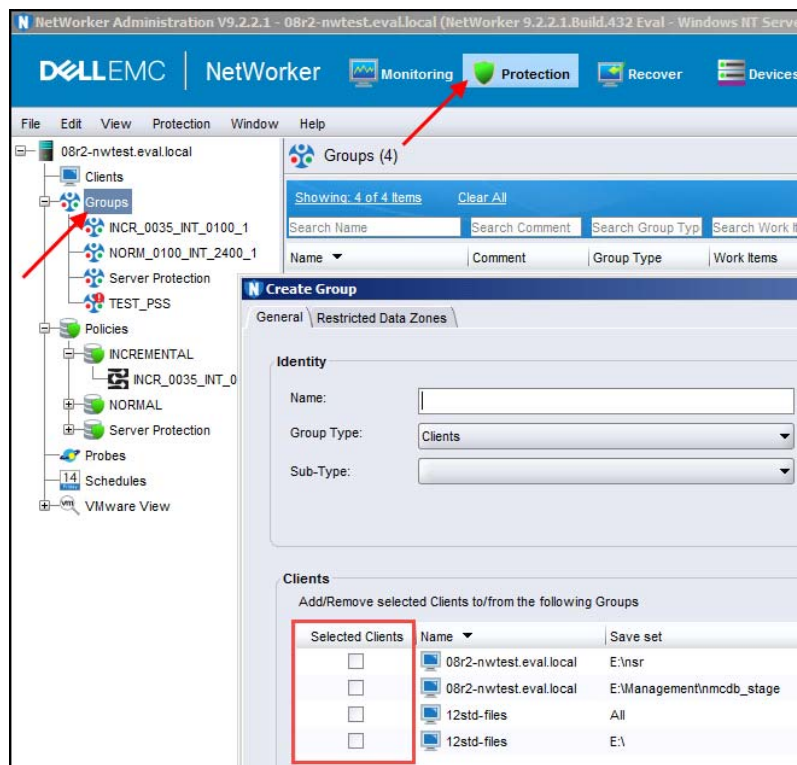 NetWorker Administration V9.2.2.1 - 08r2-nwtest.eval.local (NetWorker 9.2.2.1.Build.432 Eval - Windows NT Serve
DELLEMC NetWorker Monitoring Protection Recover Devices
File Edit View Protection Window Help
08r2-nwtest.eval.local
Clients
Groups
INCR_0035_INT_0100_1
NORM_0100_INT_2400_1
Server Protection
TEST_PSS
Policies
INCREMENTAL
INCR_0035_INT_0
NORMAL
Server Protection
Probes
14 Schedules
vm VMware View
Groups (4)
Showing: 4 of 4 Items Clear All
Search Name Search Comment Search Group Typ Search Work It
Name Comment Group Type Work Items
Create Group
General Restricted Data Zones
Identity
Name:
Group Type: Clients
Sub-Type:
Clients
Add/Remove selected Clients to/from the following Groups
Selected Clients Name Save set
08r2-nwtest.eval.local E:\nsr
08r2-nwtest.eval.local E:\Management\nmcdb_stage
12std-files All
12std-files E:\